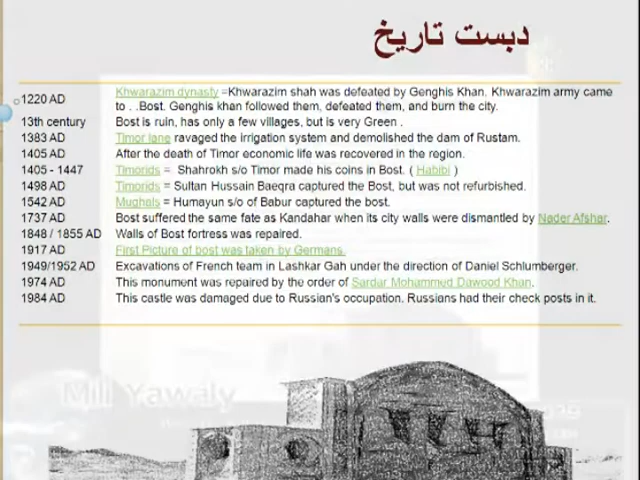 دبست تاریخ
1220 AD Khwarazim dynasty =Khwarazim shah was defeated by Genghis Khan. Khwarazim army came
to . .Bost. Genghis khan followed them, defeated them, and burn the city.
13th century Bost is ruin, has only a few villages, but is very Green .
1383 AD Timor lane ravaged the irrigation system and demolished the dam of Rustam.
1405 AD After the death of Timor economic life was recovered in the region.
1405 - 1447 Timorids = Shahrokh s/o Timor made his coins in Bost. ( Habibi )
1498 AD Timorids = Sultan Hussain Baeqra captured the Bost, but was not refurbished.
1542 AD Mughals = Humayun s/o of Babur captured the bost.
1737 AD Bost suffered the same fate as Kandahar when its city walls were dismantled by Nader Afshar.
1848 / 1855 AD Walls of Bost fortress was repaired.
1917 AD First Picture of bost was taken by Germans.
1949/1952 AD Excavations of French team in Lashkar Gah under the direction of Daniel Schlumberger.
1974 AD This monument was repaired by the order of Sardar Mohammed Dawood Khan.
1984 AD This castle was damaged due to Russian's occupation. Russians had their check posts in it.
Mill Yawaly